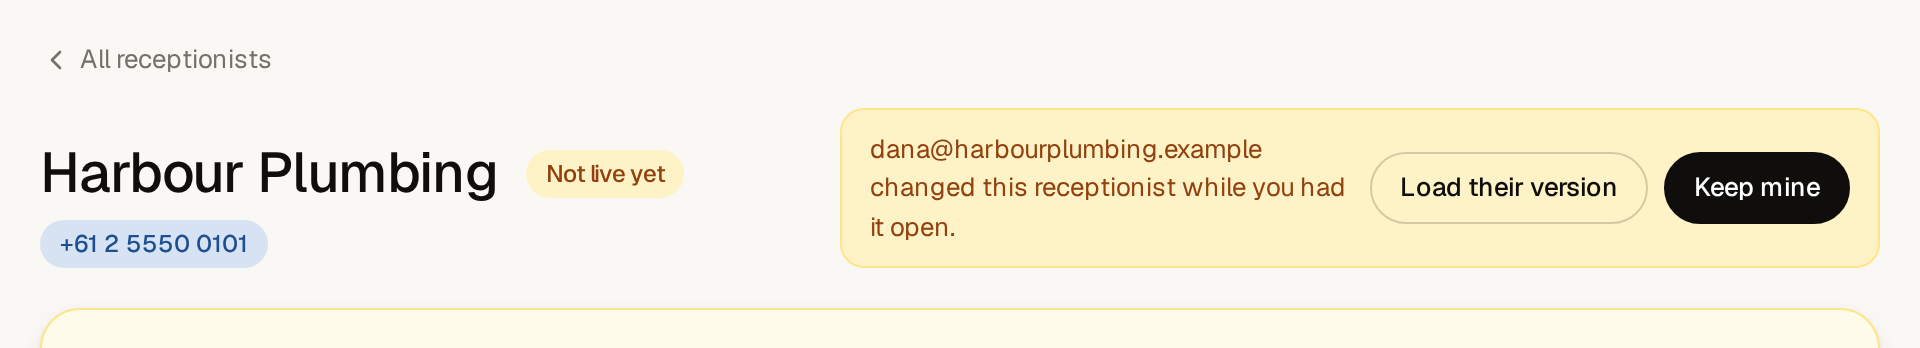 All receptionists
Harbour Plumbing
Not live yet
+61 2 5550 0101
dana@harbourplumbing.example
changed this receptionist while you had
it open.
Load their version
Keep mine